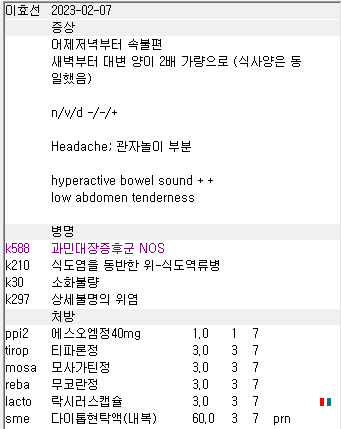 이효선 2023-02-07
증상
어제저녁부터 속불편
새벽부터 대변 양이 2배 가량으로 (식사양은 동
일했음)
n/v/d -/-/+
Headache; 관자놀이 부분
hyperactive bowel sound + +
low abdomen tenderness
병명
k588 과민대장증후군 NOS
k210 식도염을 동반한 위-식도역류병
k30 소화불량
k297 상세불명의 위염
처방
ppi2 에스오엠정40mg 1.0 1 7
tirop 티파론정 3.0 3 7
mosa 모사가틴정 3.0 3 7
reba 무코란정 3.0 3 7
lacto 락시러스캡슐 3.0 3 7
sme 다이톱현탁액(내복) 60.0 3 7 prn